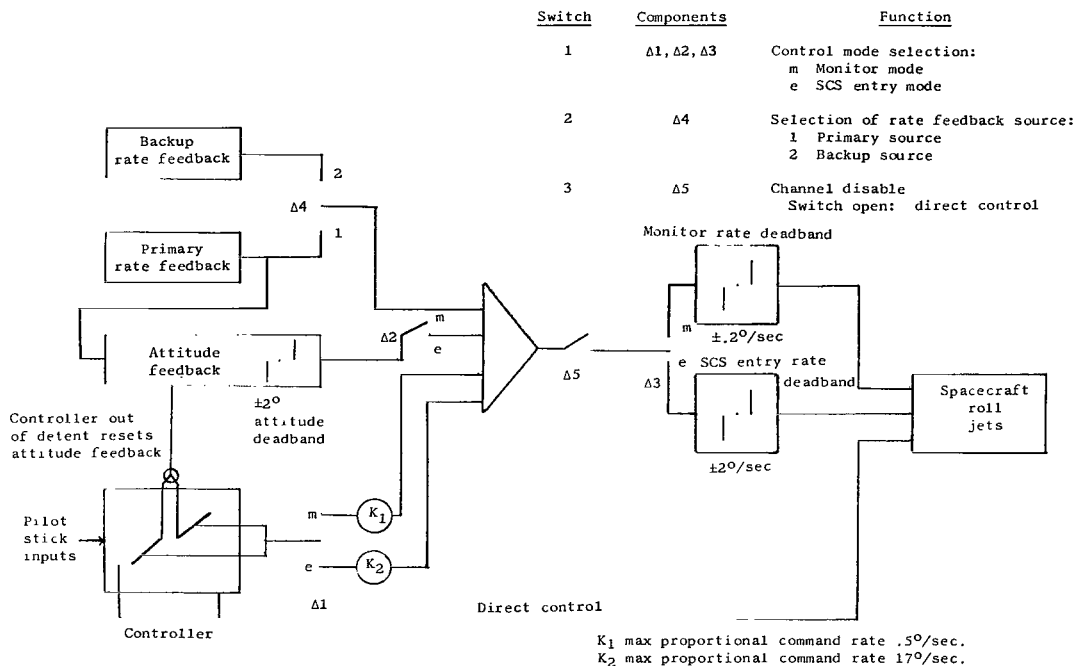 Switch Components Function
1 Δ1, Δ2, Δ3 Control mode selection:
m Monitor mode
e SCS entry mode
2 Δ4 Selection of rate feedback source:
1 Primary source
2 Backup source
3 Δ5 Channel disable
Switch open: direct control
Backup
rate feedback
2
Δ4
1
Primary
rate feedback
Monitor rate deadband
±.2°/sec
Attitude
feedback
Δ2
m
e
±2°
attitude
deadband
Δ5
m
e SCS entry rate
deadband
Δ3
±2°/sec
Spacecraft
roll
jets
Controller out
of detent resets
attitude feedback
Pilot
stick
inputs
m
K1
e
K2
Δ1
Controller
Direct control
K1 max proportional command rate .5°/sec.
K2 max proportional command rate 17°/sec.